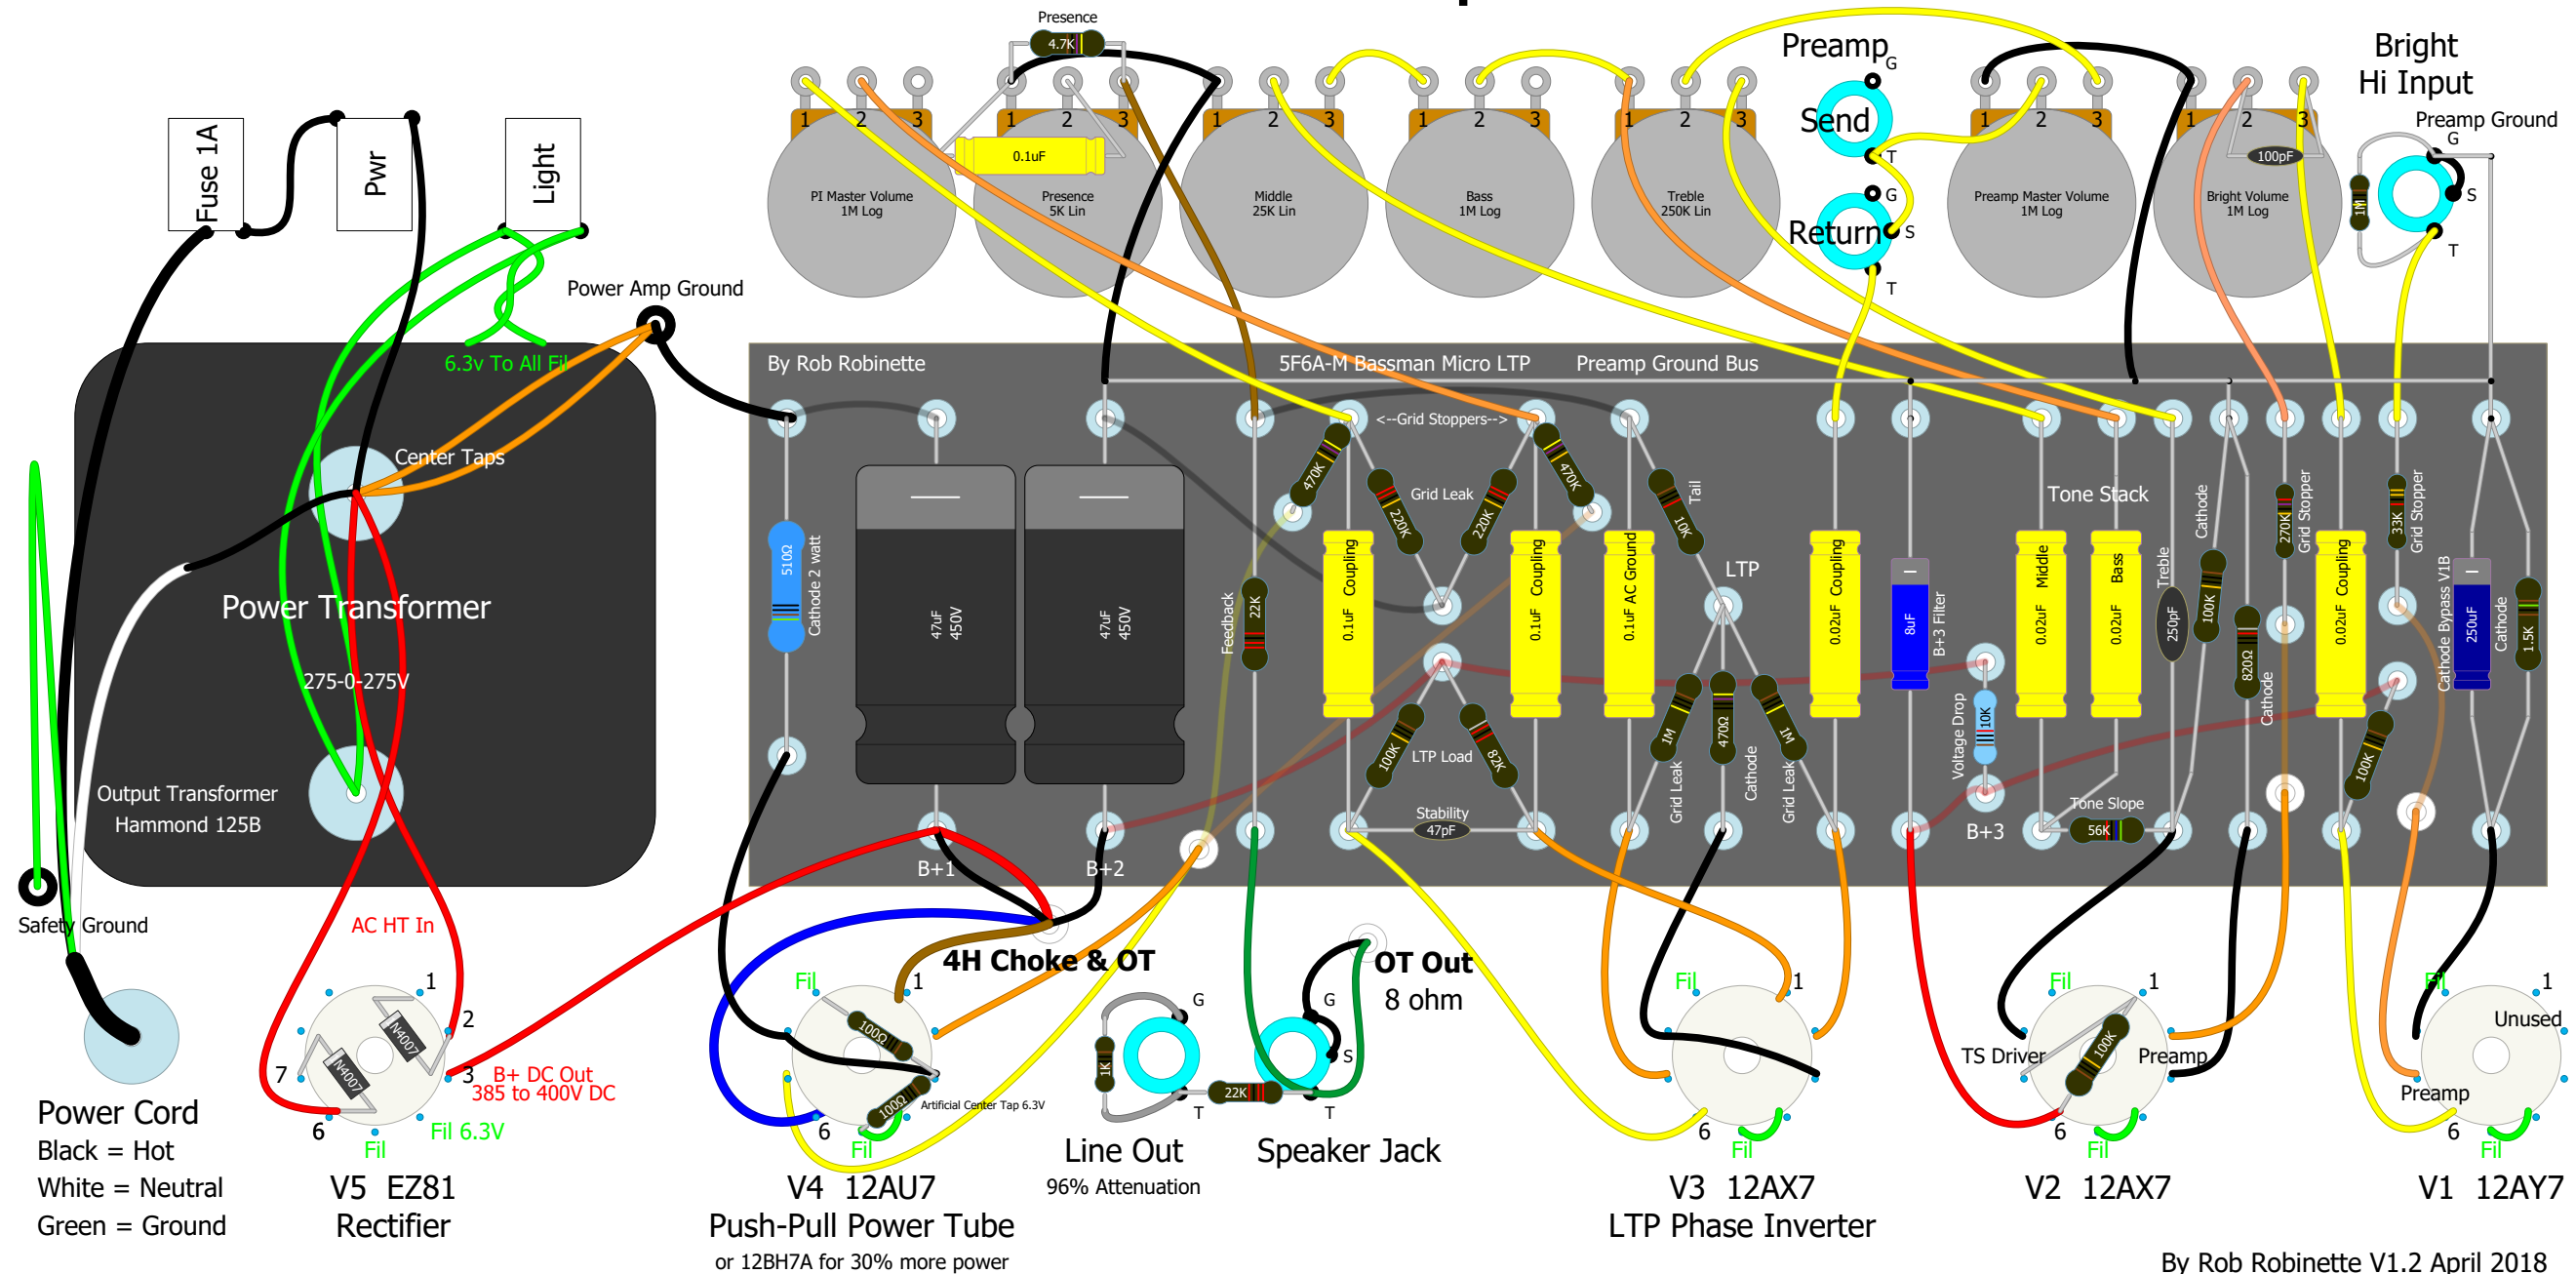 Presence
4.7K
1
2
3
PI Master Volume
1M Log
1
2
3
0.1uF
Presence
5K Lin
1
2
3
Middle
25K Lin
1
2
3
Bass
1M Log
1
2
3
Treble
250K Lin
Preamp
G
Send
T
G
Return
S
T
1
2
3
Preamp Master Volume
1M Log
1
2
3
100pF
Bright Volume
1M Log
Bright
Hi Input
Preamp Ground
G
S
T
1M
Fuse 1A
Pwr
Light
Power Amp Ground
6.3v To All Fil
Center Taps
Power Transformer
275-0-275V
Output Transformer
Hammond 125B
Safety Ground
AC HT In
By Rob Robinette
5F6A-M Bassman Micro LTP
Preamp Ground Bus
<--Grid Stoppers-->
510Ω
Cathode 2 watt
47uF
450V
47uF
450V
Feedback
22K
470K
220K
Grid Leak
220K
470K
0.1uF Coupling
0.1uF Coupling
0.1uF AC Ground
Tail
10K
LTP
100K
LTP Load
82K
Stability
47pF
1M
Grid Leak
470Ω
Cathode
1M
Grid Leak
0.02uF Coupling
8uF
B+3 Filter
Voltage Drop
10K
B+3
Tone Stack
0.02uF Middle
0.02uF Bass
Treble
250pF
Tone Slope
56K
Cathode
100K
820Ω
Cathode
270K
Grid Stopper
0.02uF Coupling
33K
Grid Stopper
100K
Cathode Bypass V1B
250uF
Cathode
1.5K
B+1
B+2
4H Choke & OT
OT Out
8 ohm
Power Cord
Black = Hot
White = Neutral
Green = Ground
1
2
3
B+ DC Out
385 to 400V DC
7
6
N4007
N4007
Fil
Fil 6.3V
V5 EZ81
Rectifier
Fil
1
100Ω
100Ω
Artificial Center Tap 6.3V
6
Fil
V4 12AU7
Push-Pull Power Tube
or 12BH7A for 30% more power
1K
G
T
22K
Line Out
96% Attenuation
G
S
T
Speaker Jack
Fil
1
6
Fil
V3 12AX7
LTP Phase Inverter
Fil
1
TS Driver
100K
Preamp
6
Fil
V2 12AX7
Fil
1
Unused
Preamp
6
Fil
V1 12AY7
By Rob Robinette V1.2 April 2018